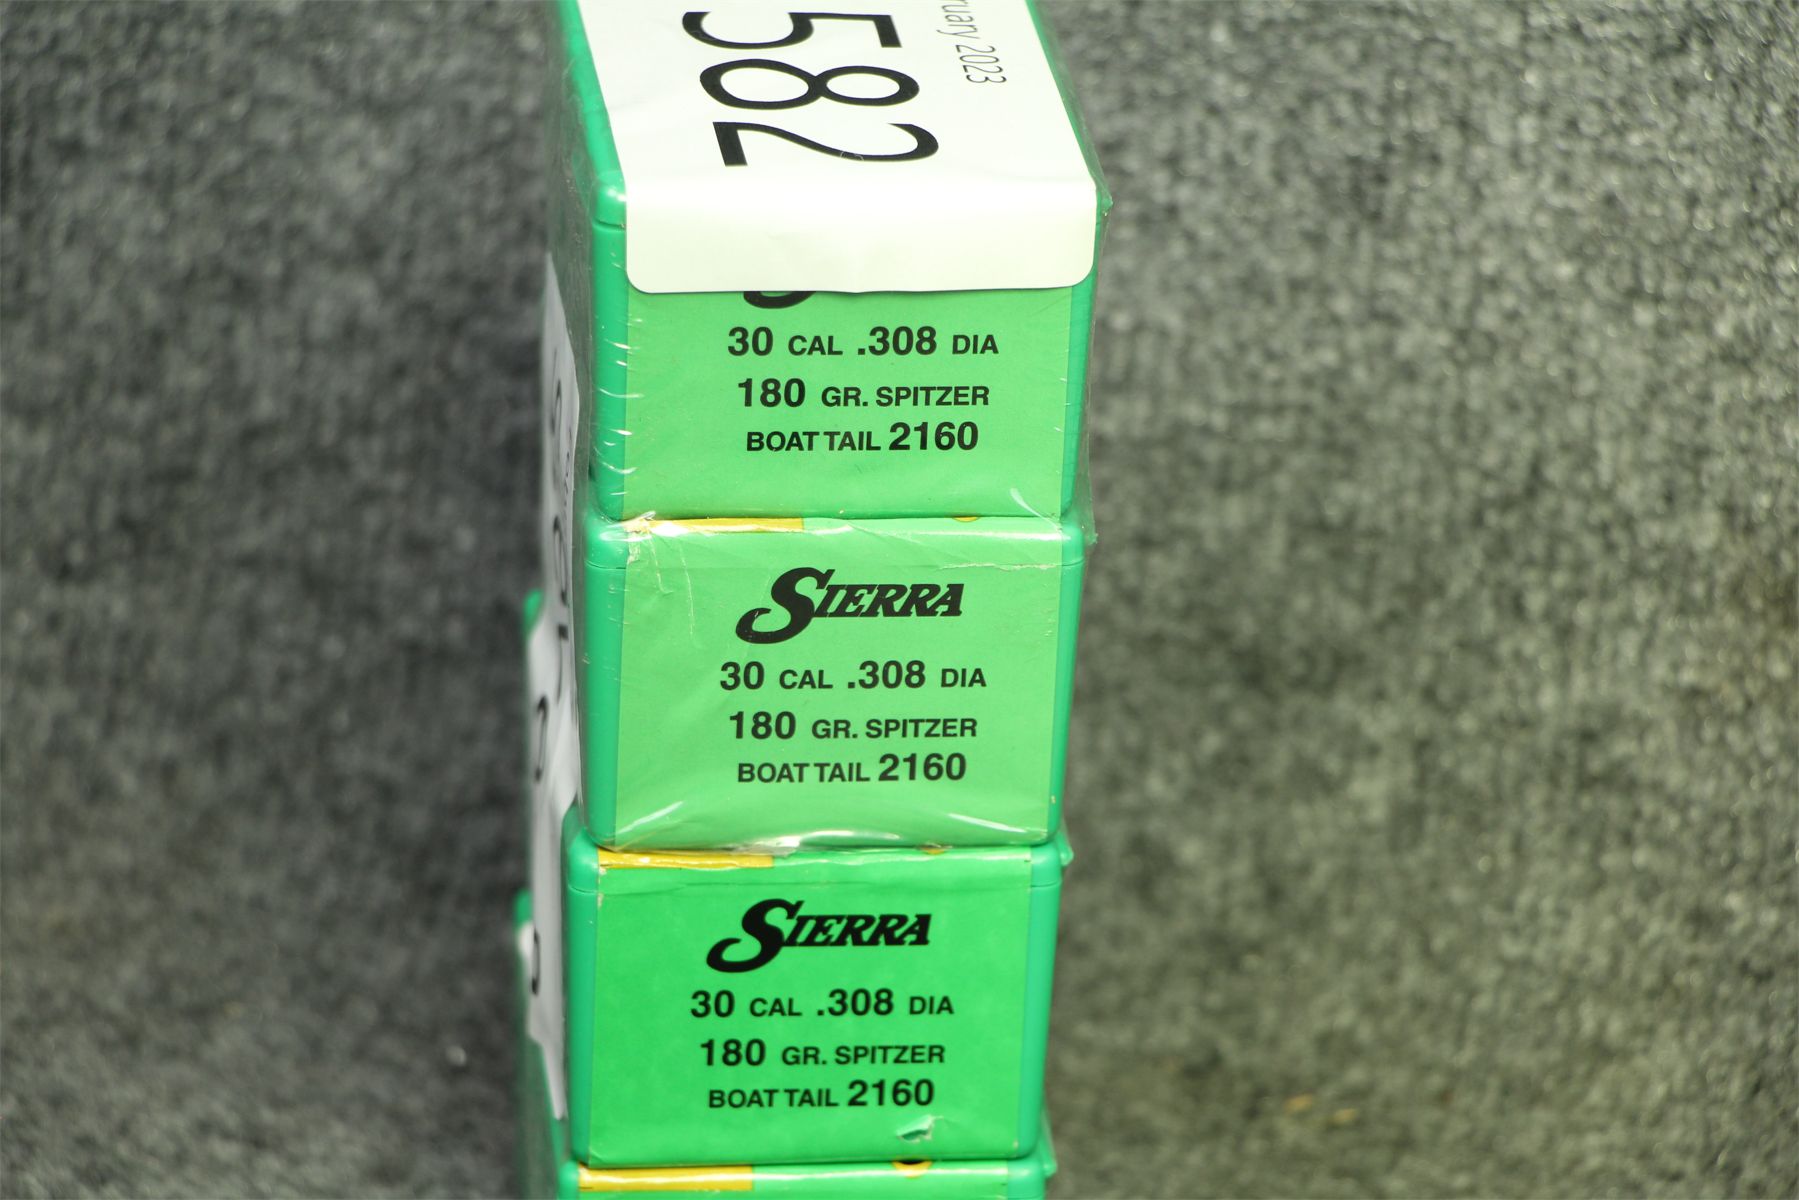 582
2023
30 CAL .308 DIA
180 GR. SPITZER
BOAT TAIL 2160
SIERRA
30 CAL .308 DIA
180 GR. SPITZER
BOAT TAIL 2160
SIERRA
30 CAL .308 DIA
180 GR. SPITZER
BOAT TAIL 2160